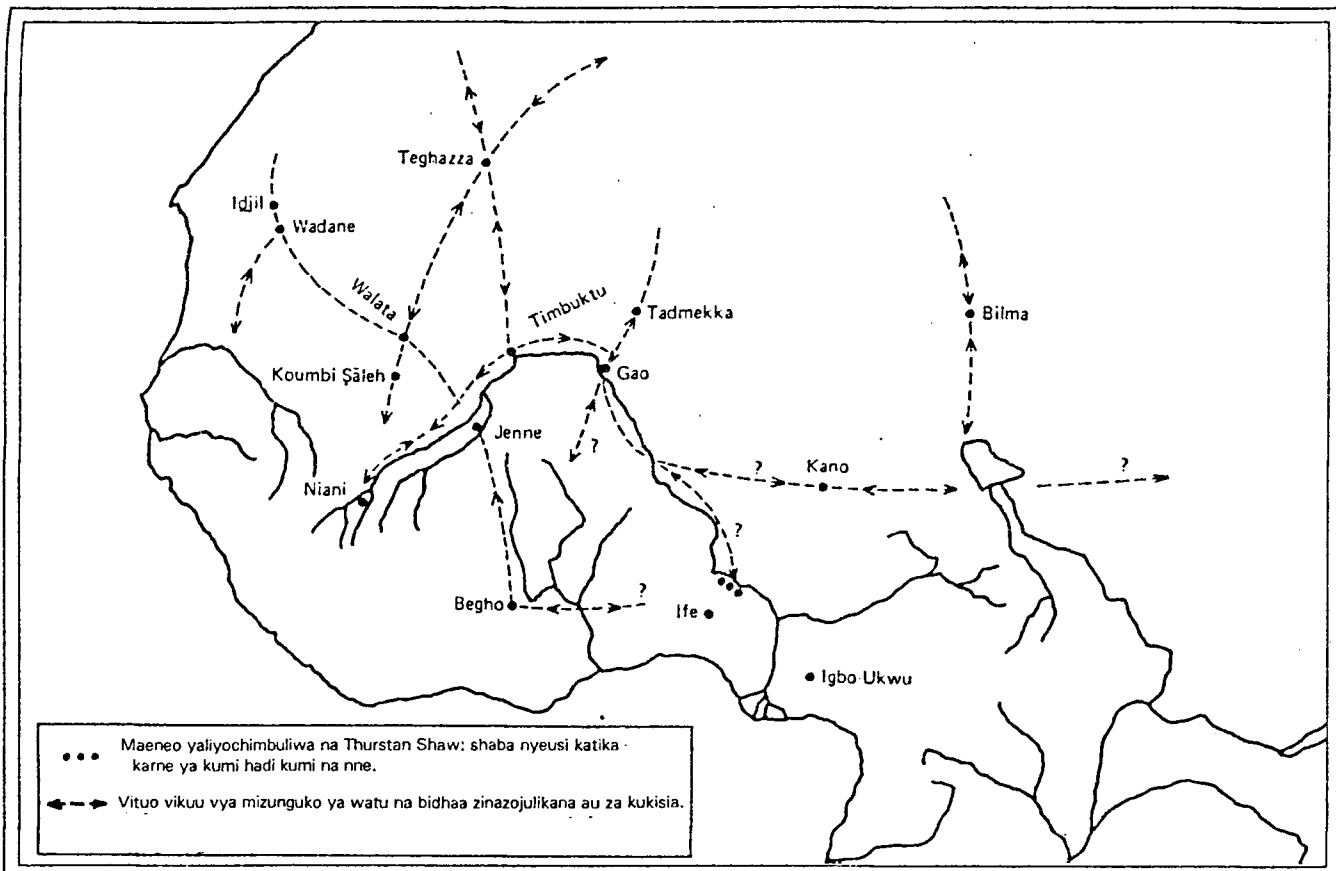 Teghazza
Idjil
Wadane
Walata
Timbuktu
Tadmekka
Bilma
Koumbi Şāleh
Gao
Jenne
?
?
Kano
?
Niani
?
Begho
?
Ife
Igbo-Ukwu
Maeneo yaliyochimbuliwa na Thurstan Shaw: shaba nyeusi katika
karne ya kumi hadi kumi na nne.
Vituo vikuu vya mizunguko ya watu na bidhaa zinazojulikana au za kukisia.